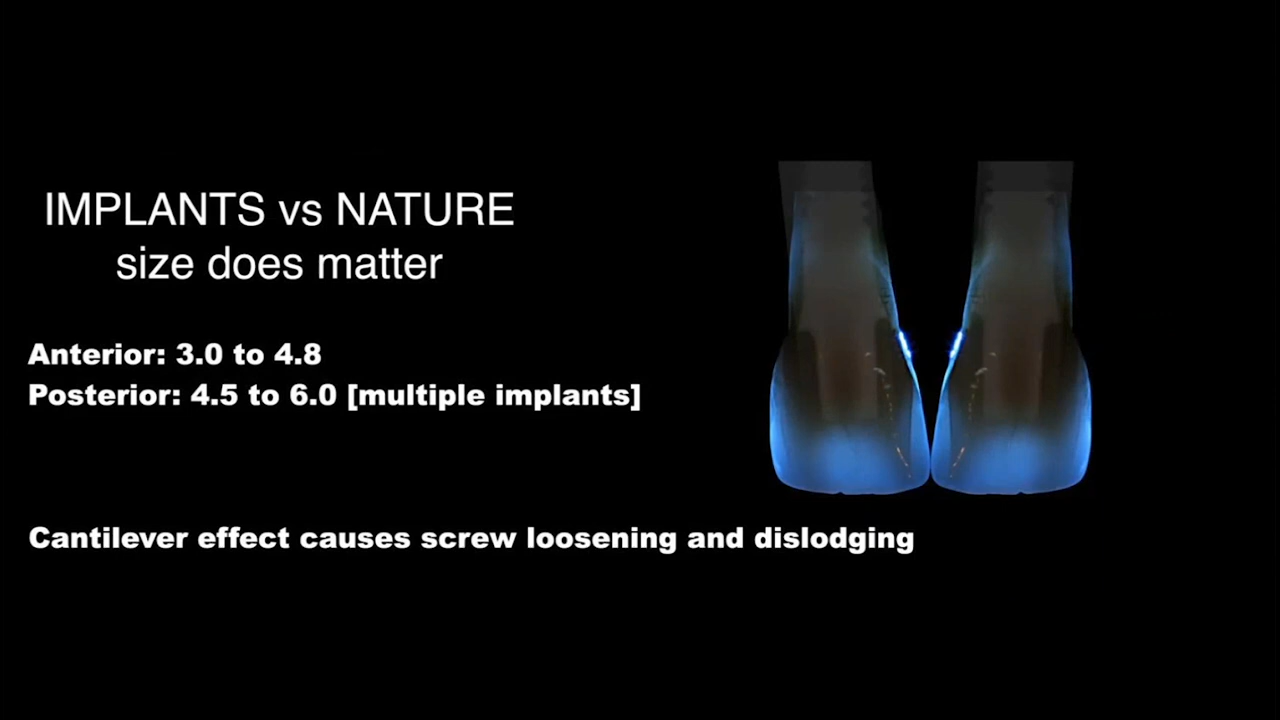 IMPLANTS vs NATURE
size does matter
Anterior: 3.0 to 4.8
Posterior: 4.5 to 6.0 [multiple implants]
Cantilever effect causes screw loosening and dislodging